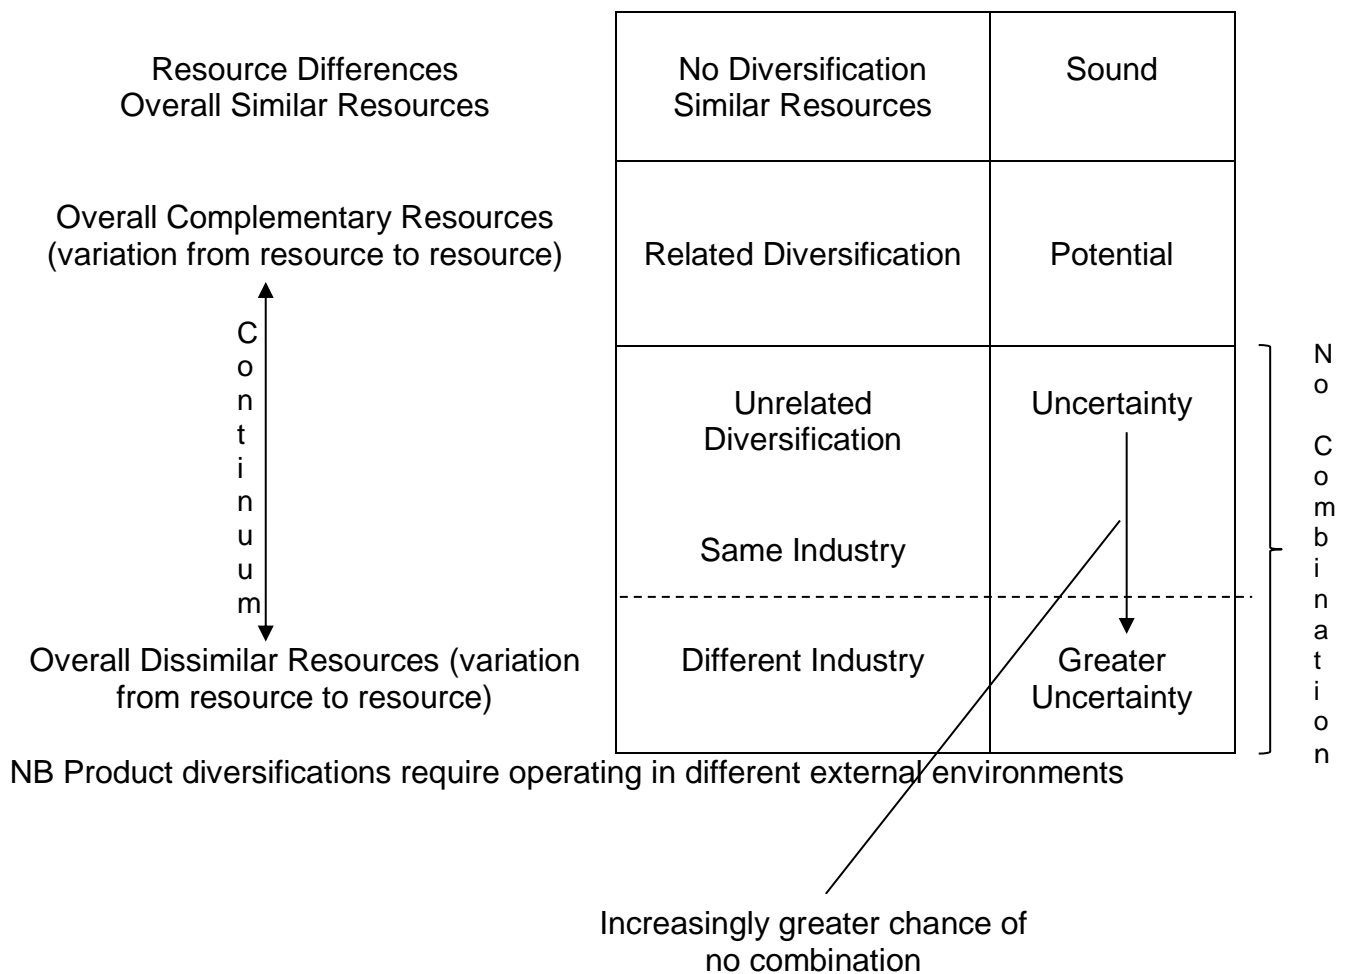 Resource Differences
Overall Similar Resources
No Diversification
Similar Resources
Sound
Overall Complementary Resources
(variation from resource to resource)
Related Diversification
Potential
Continuum
Unrelated
Diversification
Uncertainty
Same Industry
No Combination
Overall Dissimilar Resources (variation
from resource to resource)
Different Industry
Greater
Uncertainty
NB Product diversifications require operating in different external environments
Increasingly greater chance of
no combination